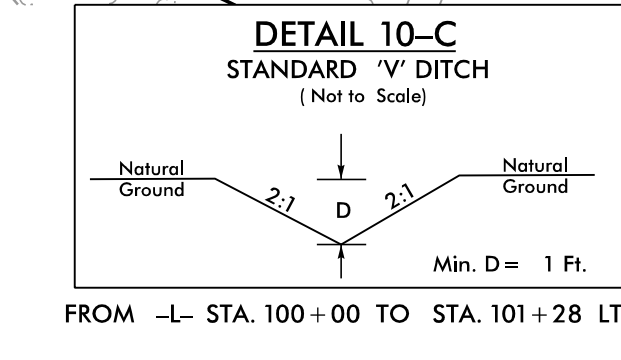 DETAIL 10–C
STANDARD 'V' DITCH
( Not to Scale)
Natural
Ground
2:1
D
2:1
Natural
Ground
Min. D = 1 Ft.
FROM –L– STA. 100+00 TO STA. 101+28 LT